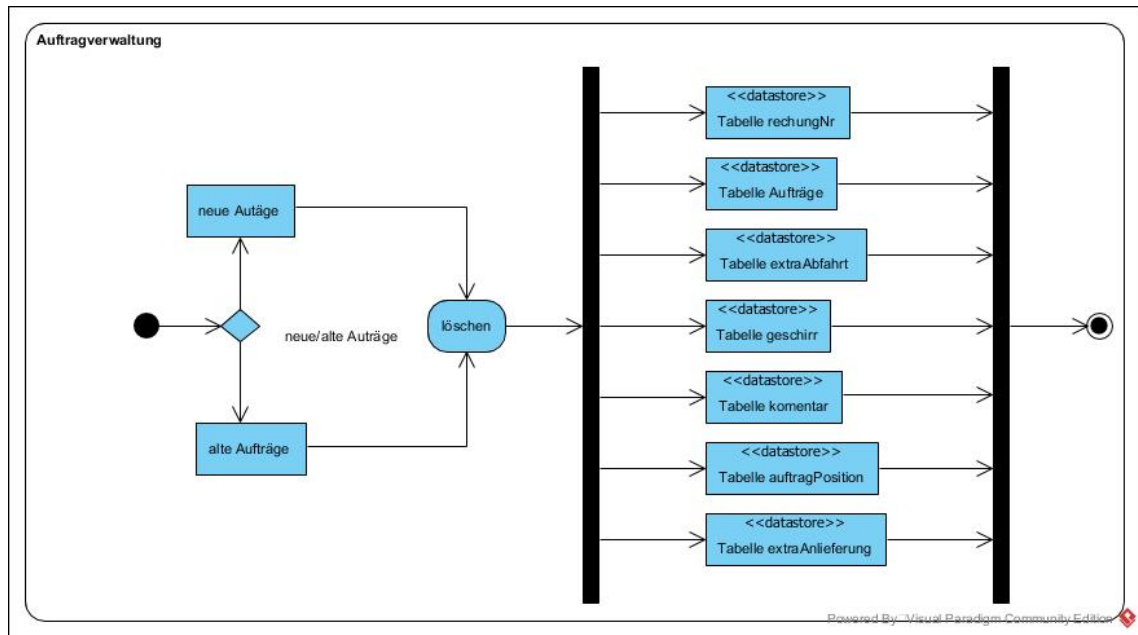 Auftragverwaltung
neue Autäge
neue/alte Auträge
alte Aufträge
löschen
<<datastore>>
Tabelle rechungNr
<<datastore>>
Tabelle Aufträge
<<datastore>>
Tabelle extraAbfahrt
<<datastore>>
Tabelle geschirr
<<datastore>>
Tabelle komentar
<<datastore>>
Tabelle auftragPosition
<<datastore>>
Tabelle extraAnlieferung
Powered By Visual Paradigm Community Edition